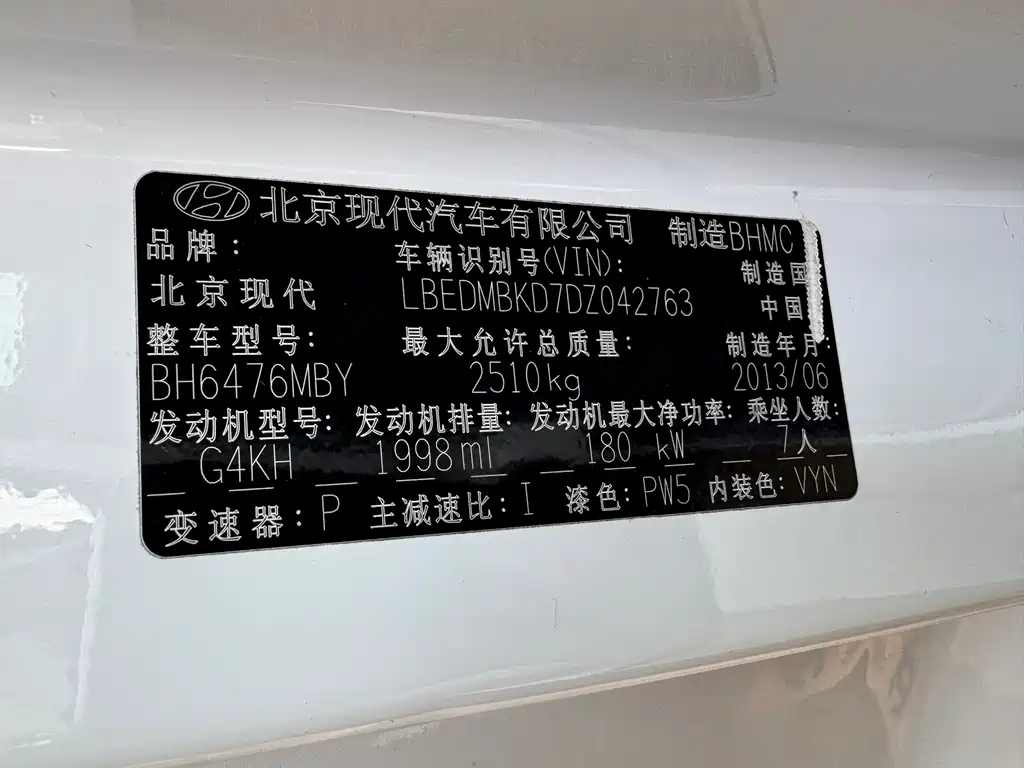 北京现代汽车有限公司 制造BHMC
品牌: 车辆识别号(VIN): 制造国
北京现代 LBEDMBKD7DZ042763 中国
整车型号: 最大允许总质量: 制造年月:
BH6476MBY 2510kg 2013/06
发动机型号: 发动机排量: 发动机最大净功率: 乘坐人数:
G4KH 1998ml 180 kW 7人
变速器: P 主减速比: I 漆色: PW5 内装色: VYN